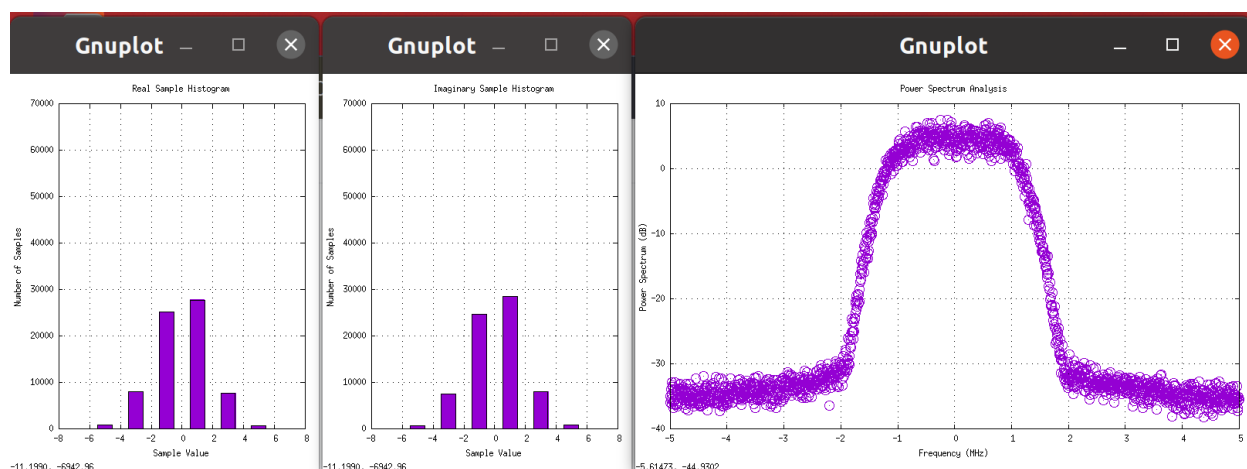 Gnuplot
Real Sample Histogram
70000
60000
50000
40000
30000
20000
10000
0
Number of Samples
-8 -6 -4 -2 0 2 4 6 8
Sample Value
-11.1990, -6942.96
Gnuplot
Imaginary Sample Histogram
70000
60000
50000
40000
30000
20000
10000
0
Number of Samples
-8 -6 -4 -2 0 2 4 6 8
Sample Value
-11.1990, -6942.96
Gnuplot
Power Spectrum Analysis
10
0
-10
-20
-30
-40
Power Spectrum (dB)
-5 -4 -3 -2 -1 0 1 2 3 4 5
Frequency (MHz)
-5.61473, -44.9302